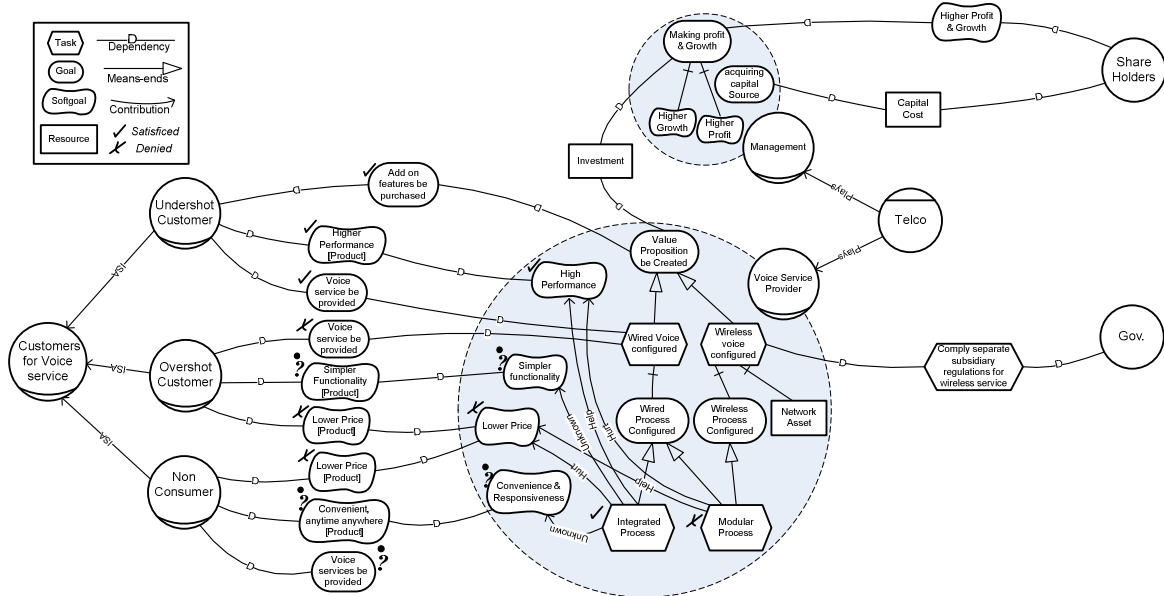 Task
D
Dependency
Goal
Means-ends
Softgoal
Contribution
Resource
Satisficed
Denied
Making profit
& Growth
acquiring
capital
Source
Higher
Growth
Higher
Profit
Management
D
Higher Profit
& Growth
D
Share
Holders
D
Capital
Cost
D
D
Investment
D
Plays
Telco
Plays
Voice Service
Provider
Undershot
Customer
D
Add on
features be
purchased
D
D
Higher
Performance
[Product]
D
D
Voice
service be
provided
D
ISA
Customers
for Voice
service
ISA
ISA
Overshot
Customer
D
Voice
service be
provided
D
D
Simpler
Functionality
[Product]
D
D
Lower Price
[Product]
D
Non
Consumer
D
Lower Price
[Product]
D
D
Convenient,
anytime anywhere
[Product]
D
D
Voice
services be
provided
Value
Proposition
be Created
High
Performance
Wired Voice
configured
Wireless
voice
configured
Simpler
functionality
Lower Price
Convenience &
Responsiveness
Wired
Process
Configured
Wireless
Process
Configured
Network
Asset
Help
Hurt
Unknown
Hurt
Help
Unknown
Integrated
Process
Modular
Process
D
Comply separate
subsidiary
regulations for
wireless service
D
Gov.